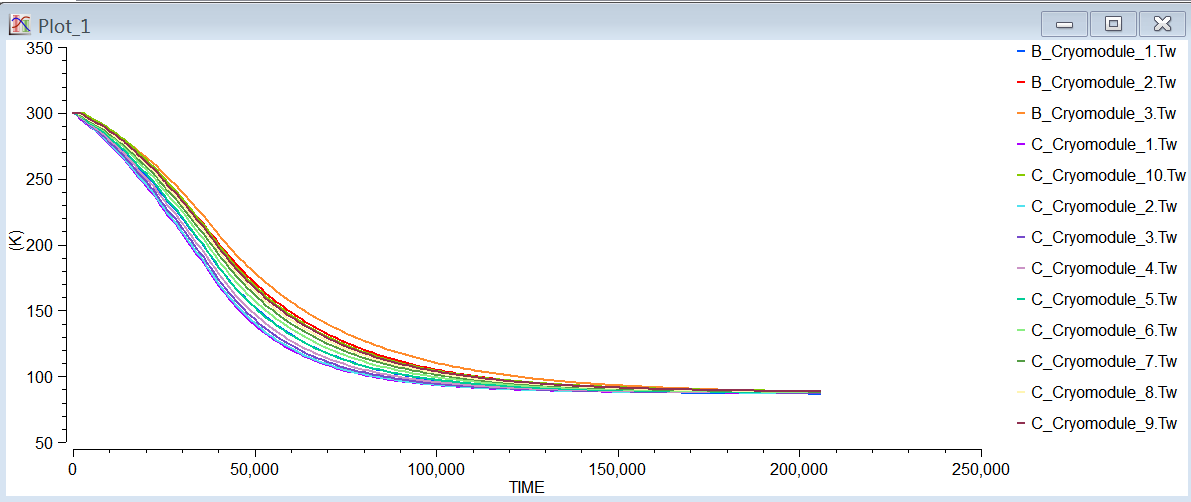 Plot_1
350
300
250
200
150
100
50
(K)
0
50,000
100,000
150,000
200,000
250,000
TIME
B_Cryomodule_1.Tw
B_Cryomodule_2.Tw
B_Cryomodule_3.Tw
C_Cryomodule_1.Tw
C_Cryomodule_10.Tw
C_Cryomodule_2.Tw
C_Cryomodule_3.Tw
C_Cryomodule_4.Tw
C_Cryomodule_5.Tw
C_Cryomodule_6.Tw
C_Cryomodule_7.Tw
C_Cryomodule_8.Tw
C_Cryomodule_9.Tw